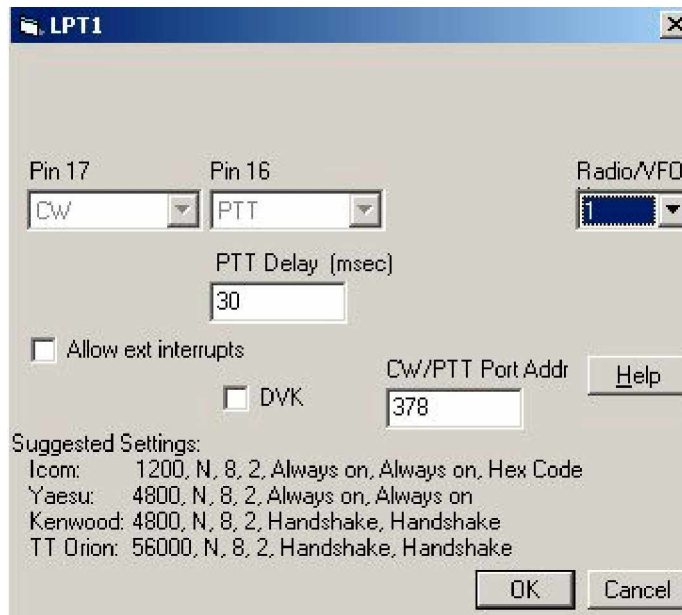 LPT1
Pin 17 Pin 16 Radio/VFO
CW PTT 1
PTT Delay (msec)
30
Allow ext interrupts
CW/PTT Port Addr
Help
DVK
378
Suggested Settings:
Icom: 1200, N, 8, 2, Always on, Always on, Hex Code
Yaesu: 4800, N, 8, 2, Always on, Always on
Kenwood: 4800, N, 8, 2, Handshake, Handshake
TT Orion: 56000, N, 8, 2, Handshake, Handshake
OK Cancel